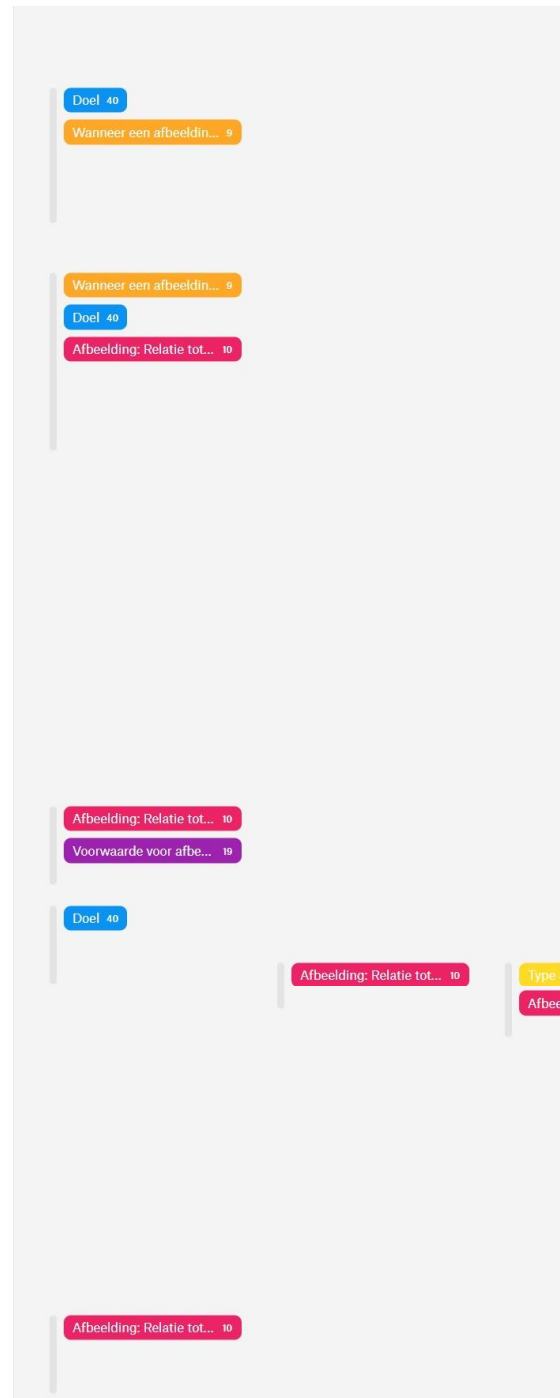 Doel 40
Wanneer een afbeeldin... 9
Wanneer een afbeeldin... 9
Doel 40
Afbeelding: Relatie tot... 10
Afbeelding: Relatie tot... 10
Voorwaarde voor afbe... 19
Doel 40
Afbeelding: Relatie tot... 10
Type
Afbee
Afbeelding: Relatie tot... 10